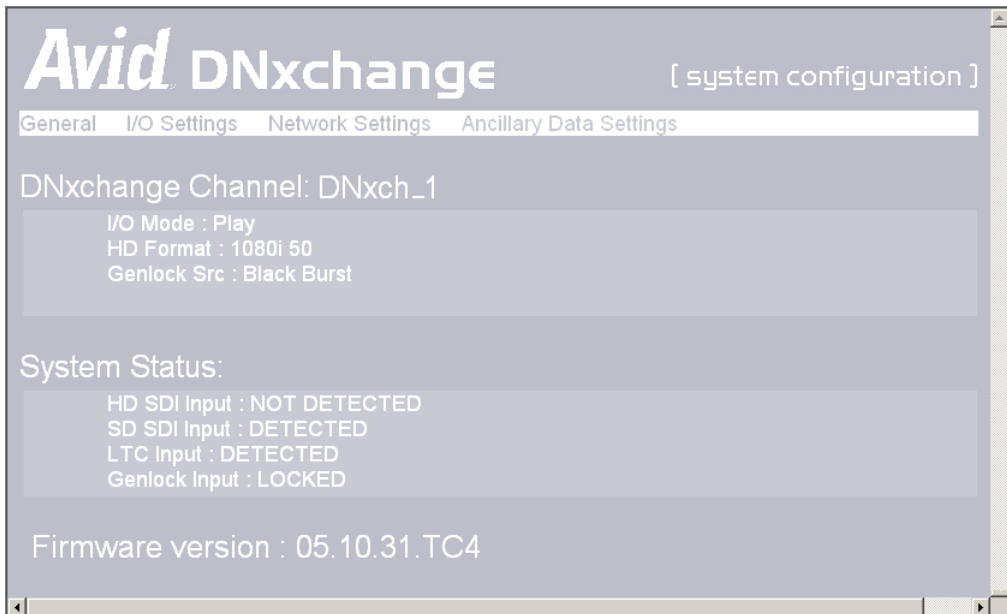 Avid DNxchange [ system configuration ]
General I/O Settings Network Settings Ancillary Data Settings
DNxchange Channel: DNxch_1
I/O Mode : Play
HD Format : 1080i 50
Genlock Src : Black Burst
System Status:
HD SDI Input : NOT DETECTED
SD SDI Input : DETECTED
LTC Input : DETECTED
Genlock Input : LOCKED
Firmware version : 05.10.31.TC4